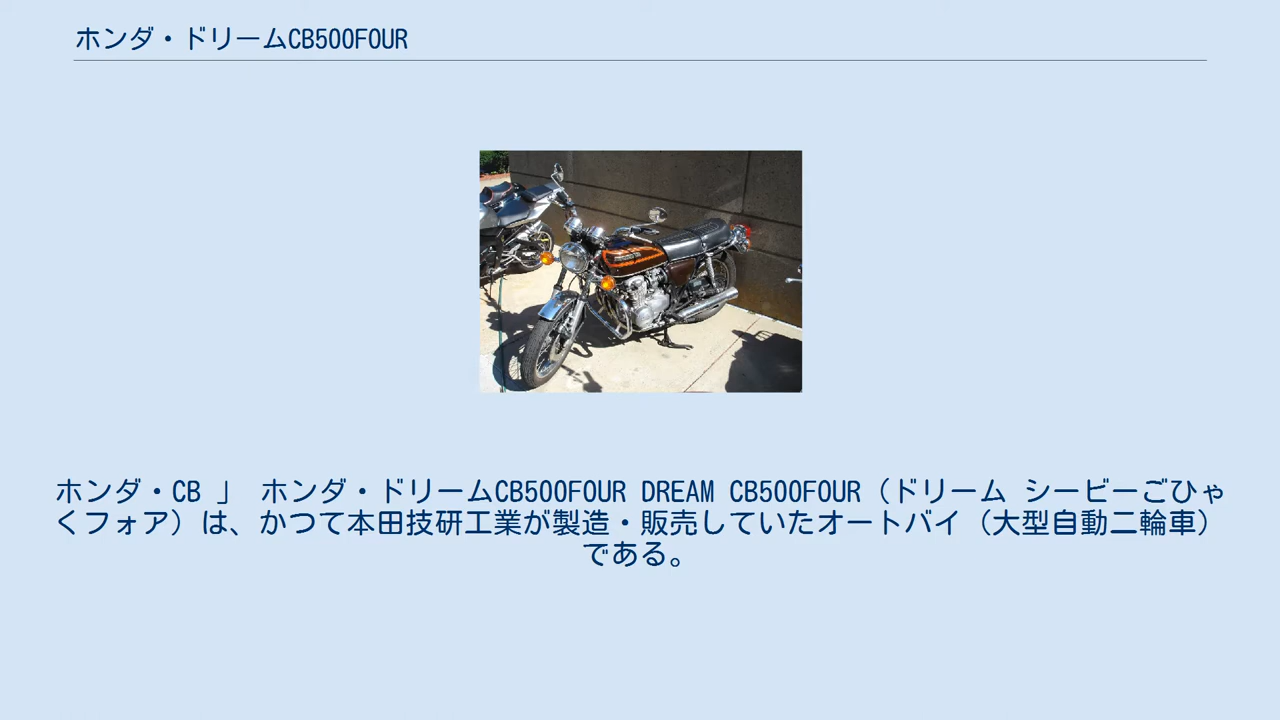 ホンダ・ドリームCB500FOUR
ホンダ・CB 」 ホンダ・ドリームCB500FOUR DREAM CB500FOUR（ドリーム シービーごひゃ
くフォア）は、かつて本田技研工業が製造・販売していたオートバイ（大型自動二輪車）
である。